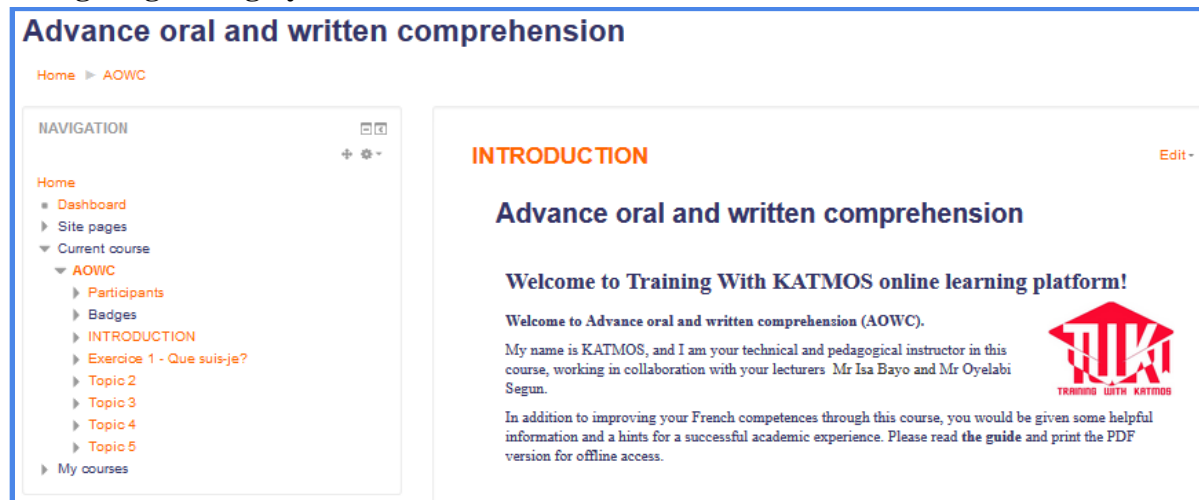 Advance oral and written comprehension
Home ▶ AOWC
NAVIGATION
Home
Dashboard
Site pages
Current course
AOWC
Participants
Badges
INTRODUCTION
Exercice 1 - Que suis-je?
Topic 2
Topic 3
Topic 4
Topic 5
My courses
INTRODUCTION
Edit
Advance oral and written comprehension
Welcome to Training With KATMOS online learning platform!
Welcome to Advance oral and written comprehension (AOWC).
My name is KATMOS, and I am your technical and pedagogical instructor in this
course, working in collaboration with your lecturers Mr Isa Bayo and Mr Oyelabi
Segun.
TWK
TRAINING WITH KATMOS
In addition to improving your French competences through this course, you would be given some helpful
information and a hints for a successful academic experience. Please read the guide and print the PDF
version for offline access.